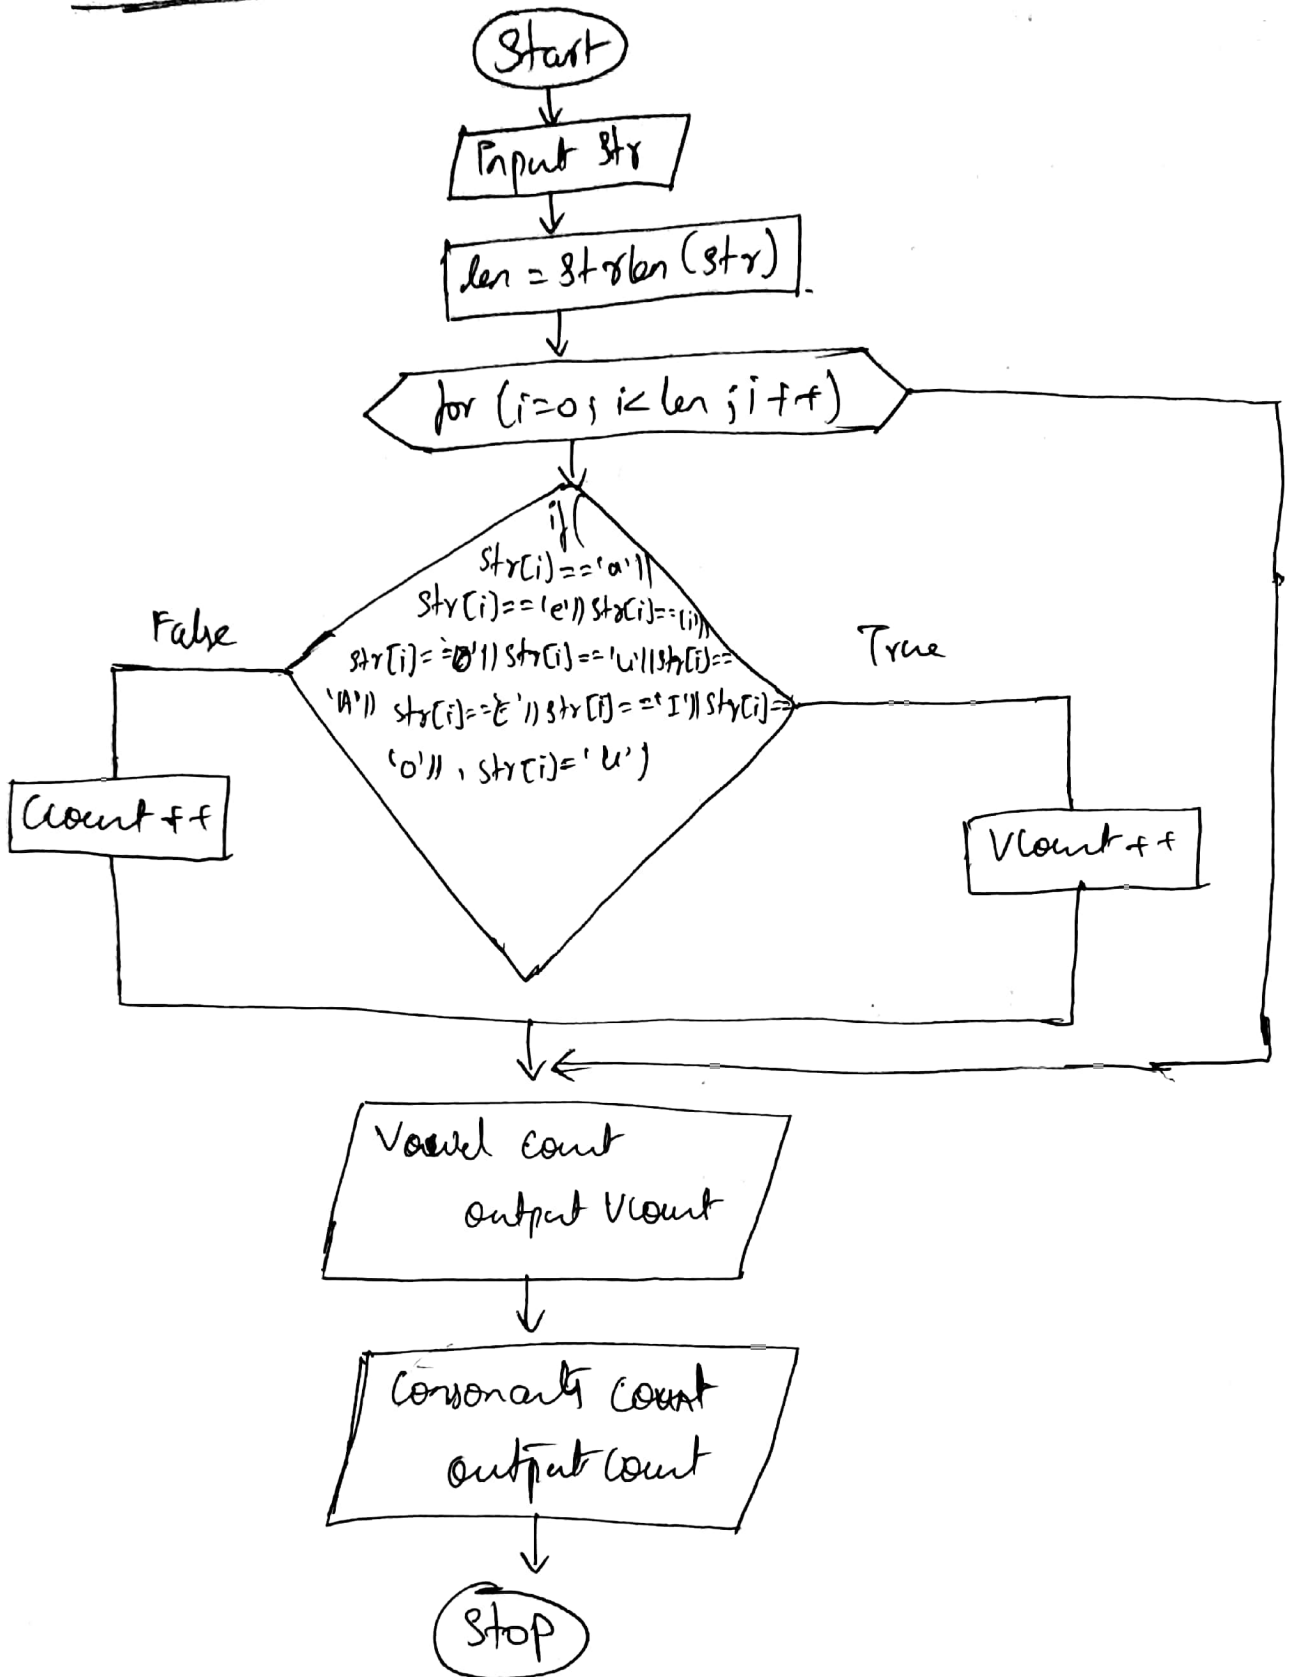 Start
Input str
len = strlen (str)
for (i=0; i<len; i++)
if(
str[i]=='a'||
str[i]=='e'|| str[i]=='i'||
str[i]=='o'|| str[i]=='u'|| str[i]==
'A'|| str[i]=='E'|| str[i]=='I'|| str[i]==
'O'||, str[i]='U')
False
True
Ccount++
Vcount++
Vowel count
output Vcount
Consonants count
output count
Stop